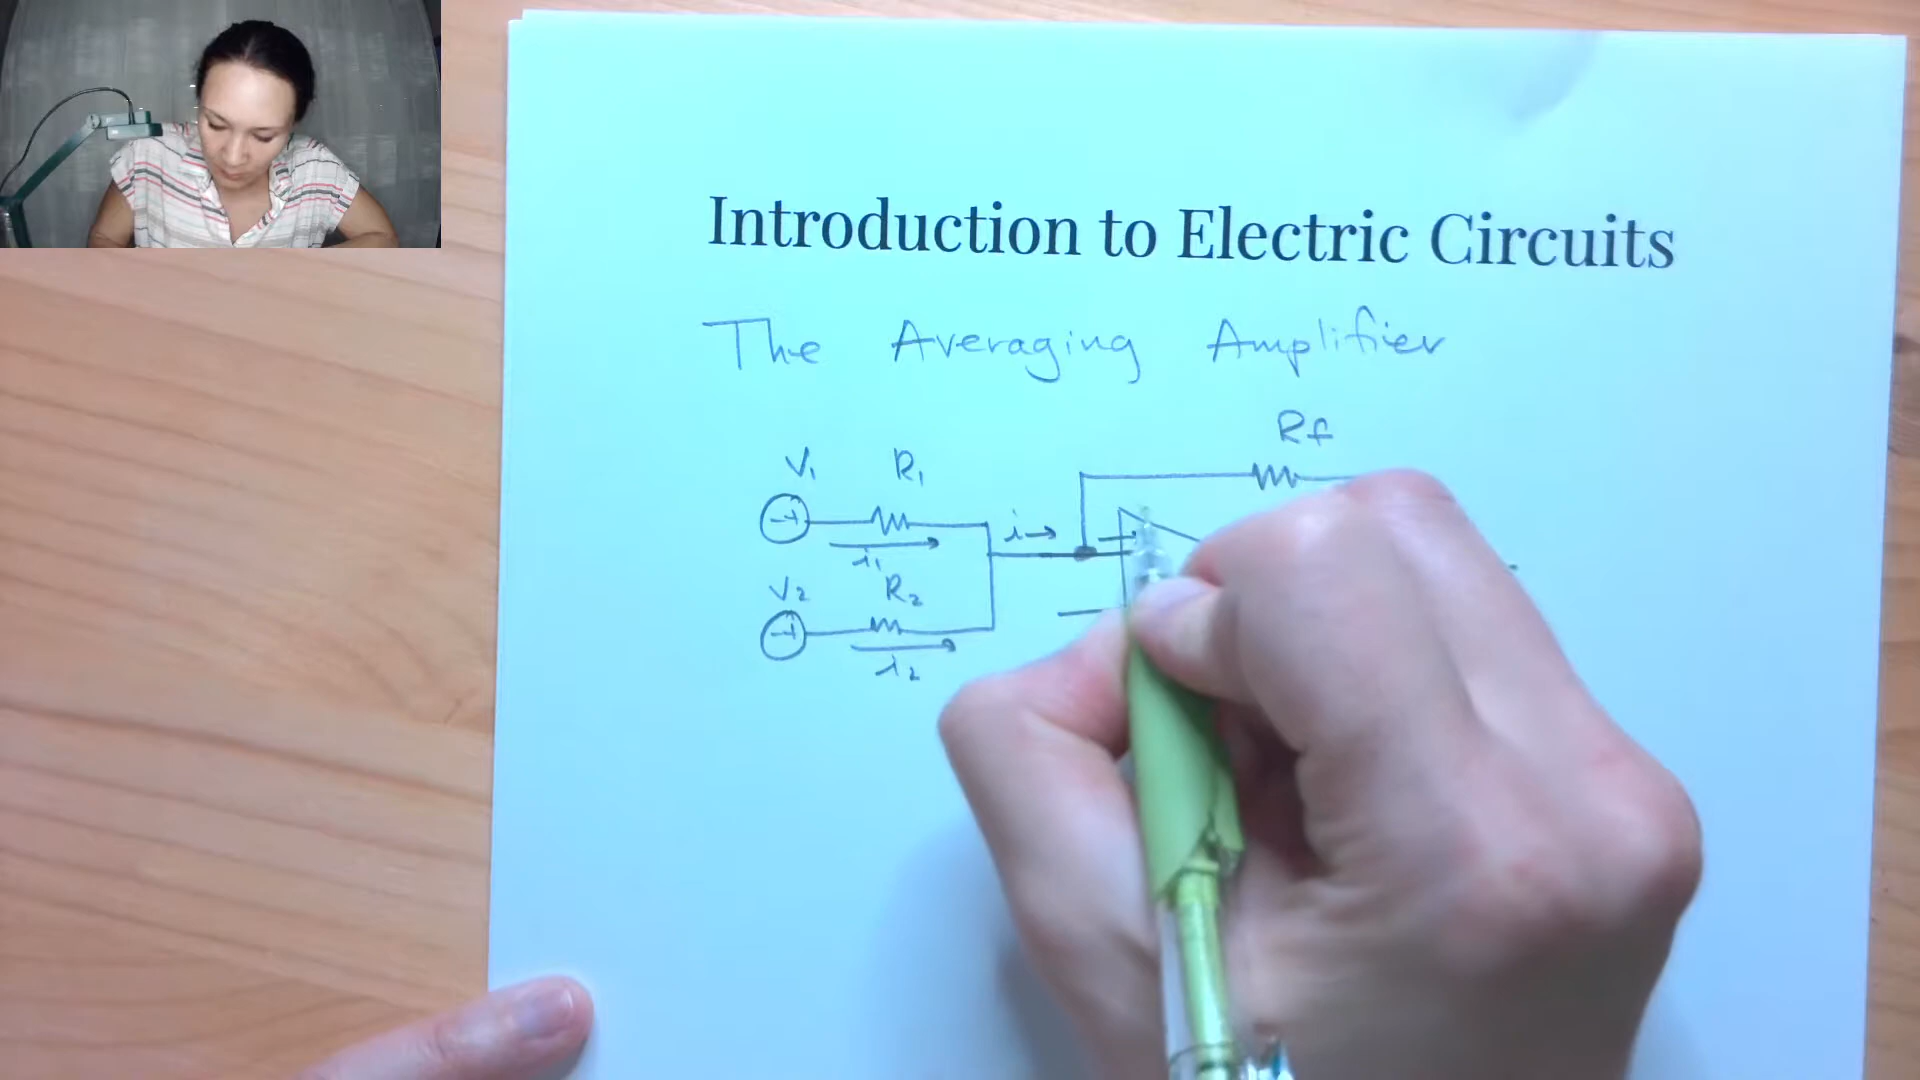 Introduction to Electric Circuits
The Averaging Amplifier
Rf
V₁ R₁
i
i₁
V₂ R₂
i₂